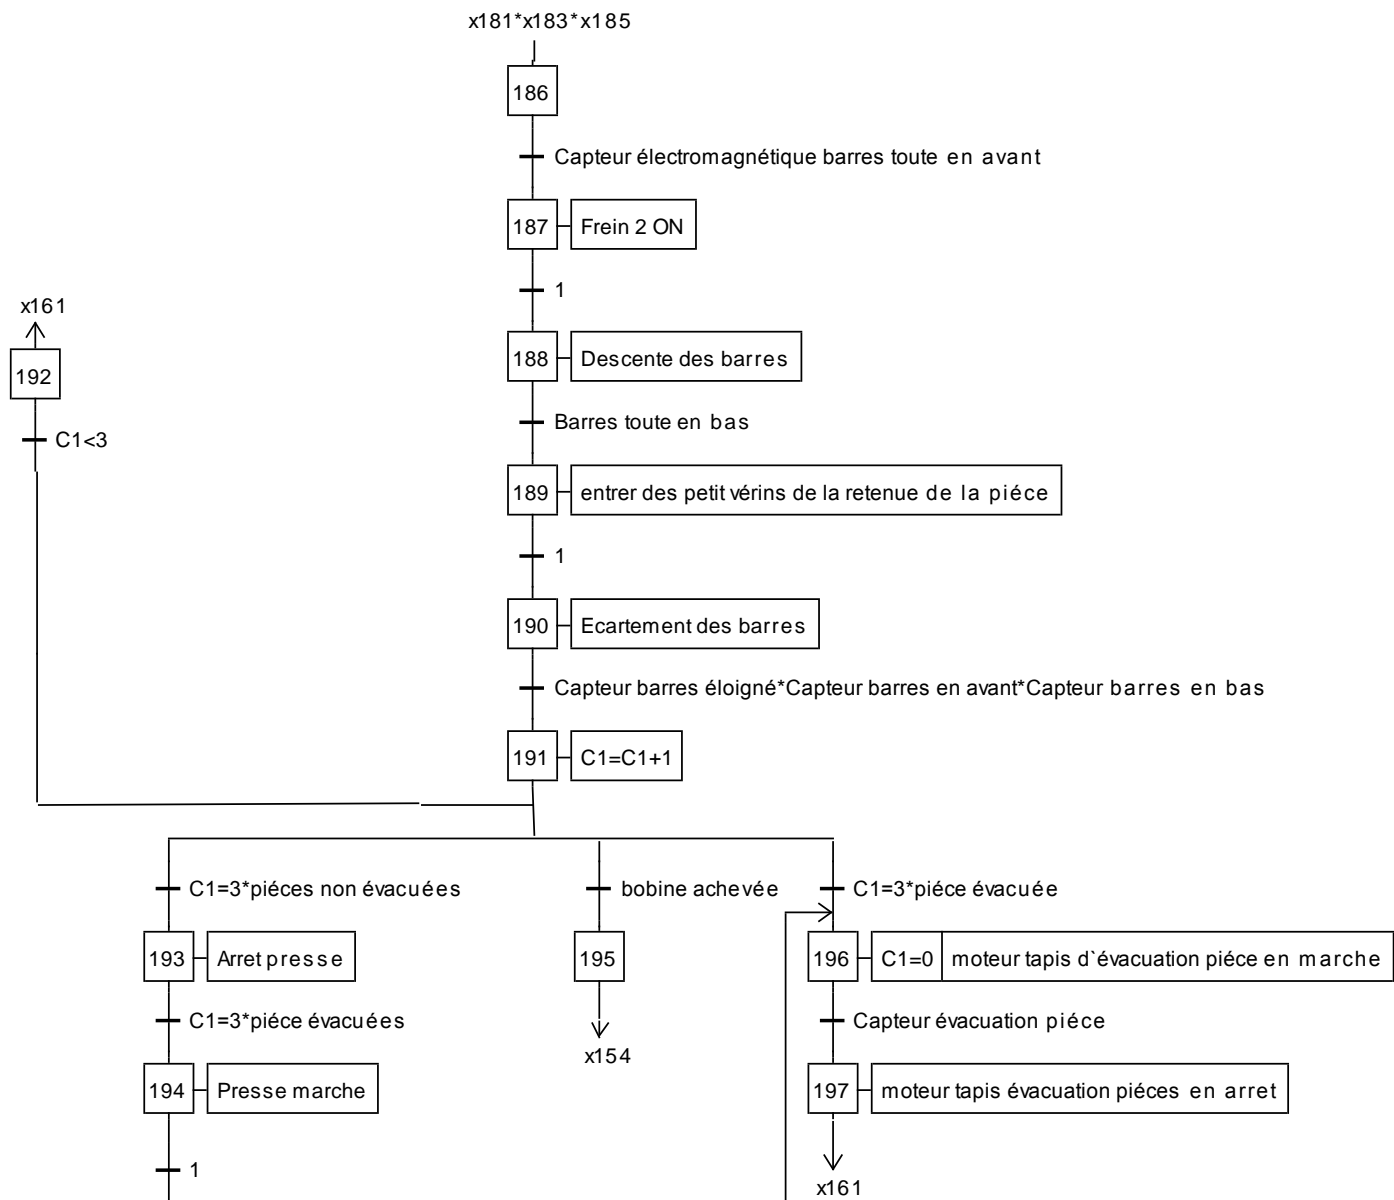 x181*x183*x185
186
Capteur électromagnétique barres toute en avant
187 Frein 2 ON
1
x161
188 Descente des barres
192
Barres toute en bas
C1<3
189 entrer des petit vérins de la retenue de la piéce
1
190 Ecartement des barres
Capteur barres éloigné*Capteur barres en avant*Capteur barres en bas
191 C1=C1+1
C1=3*piéces non évacuées bobine achevée C1=3*piéce évacuée
193 Arret presse 195 196 C1=0 moteur tapis d`évacuation piéce en marche
C1=3*piéce évacuées Capteur évacuation piéce
x154
194 Presse marche 197 moteur tapis évacuation piéces en arret
1
x161